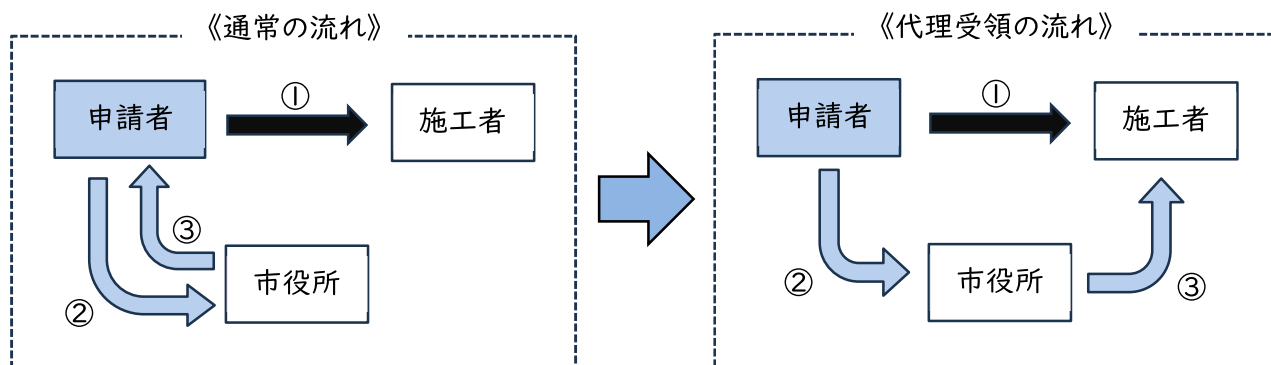 《通常の流れ》
申請者
①
施工者
③
市役所
②
《代理受領の流れ》
申請者
①
施工者
②
市役所
③